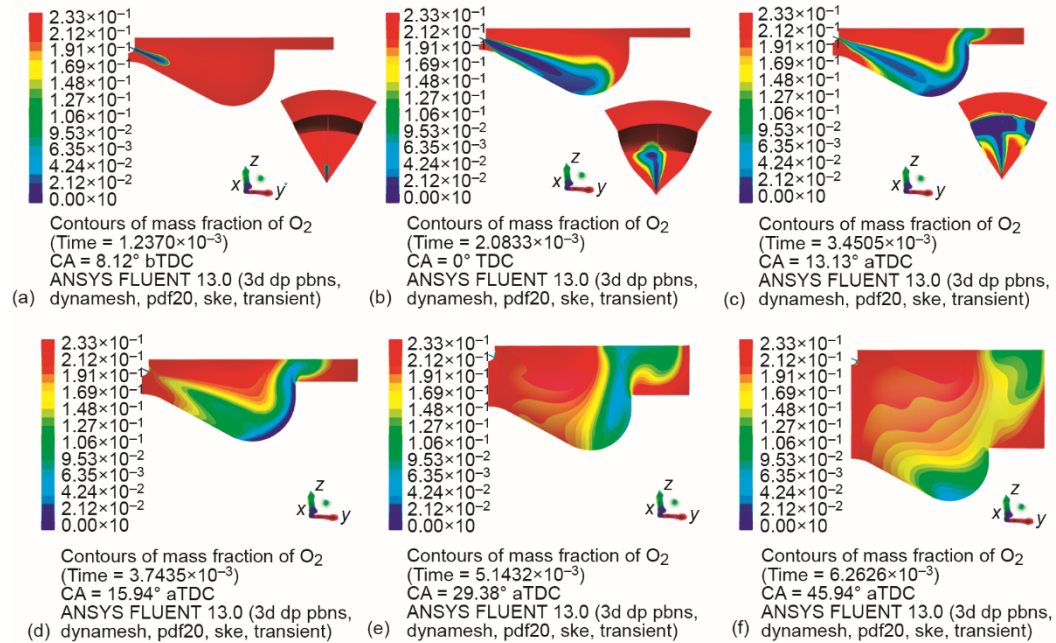 2.33×10⁻¹
2.12×10⁻¹
1.91×10⁻¹
1.79×10⁻¹
1.48×10⁻¹
1.27×10⁻¹
1.06×10⁻¹
9.53×10⁻²
6.35×10⁻³
4.24×10⁻²
2.12×10⁻²
0.00×10
z
x
y
Contours of mass fraction of O₂
(Time = 1.2370×10⁻³)
CA = 8.12° bTDC
ANSYS FLUENT 13.0 (3d dp pbns,
(a) dynamesh, pdf20, ske, transient)
2.33×10⁻¹
2.12×10⁻¹
1.91×10⁻¹
1.79×10⁻¹
1.48×10⁻¹
1.27×10⁻¹
1.06×10⁻¹
9.53×10⁻²
6.35×10⁻³
4.24×10⁻²
2.12×10⁻²
0.00×10
z
x
y
Contours of mass fraction of O₂
(Time = 2.0833×10⁻³)
CA = 0° TDC
ANSYS FLUENT 13.0 (3d dp pbns,
(b) dynamesh, pdf20, ske, transient)
2.33×10⁻¹
2.12×10⁻¹
1.91×10⁻¹
1.79×10⁻¹
1.48×10⁻¹
1.27×10⁻¹
1.06×10⁻¹
9.53×10⁻²
6.35×10⁻³
4.24×10⁻²
2.12×10⁻²
0.00×10
z
x
y
Contours of mass fraction of O₂
(Time = 3.4505×10⁻³)
CA = 13.13° aTDC
ANSYS FLUENT 13.0 (3d dp pbns,
(c) dynamesh, pdf20, ske, transient)
2.33×10⁻¹
2.12×10⁻¹
1.91×10⁻¹
1.79×10⁻¹
1.48×10⁻¹
1.27×10⁻¹
1.06×10⁻¹
9.53×10⁻²
6.35×10⁻³
4.24×10⁻²
2.12×10⁻²
0.00×10
z
x
y
Contours of mass fraction of O₂
(Time = 3.7435×10⁻³)
CA = 15.94° aTDC
ANSYS FLUENT 13.0 (3d dp pbns,
(d) dynamesh, pdf20, ske, transient)
2.33×10⁻¹
2.12×10⁻¹
1.91×10⁻¹
1.79×10⁻¹
1.48×10⁻¹
1.27×10⁻¹
1.06×10⁻¹
9.53×10⁻²
6.35×10⁻³
4.24×10⁻²
2.12×10⁻²
0.00×10
z
x
y
Contours of mass fraction of O₂
(Time = 5.1432×10⁻³)
CA = 29.38° aTDC
ANSYS FLUENT 13.0 (3d dp pbns,
(e) dynamesh, pdf20, ske, transient)
2.33×10⁻¹
2.12×10⁻¹
1.91×10⁻¹
1.79×10⁻¹
1.48×10⁻¹
1.27×10⁻¹
1.06×10⁻¹
9.53×10⁻²
6.35×10⁻³
4.24×10⁻²
2.12×10⁻²
0.00×10
z
x
y
Contours of mass fraction of O₂
(Time = 6.2626×10⁻³)
CA = 45.94° aTDC
ANSYS FLUENT 13.0 (3d dp pbns,
(f) dynamesh, pdf20, ske, transient)